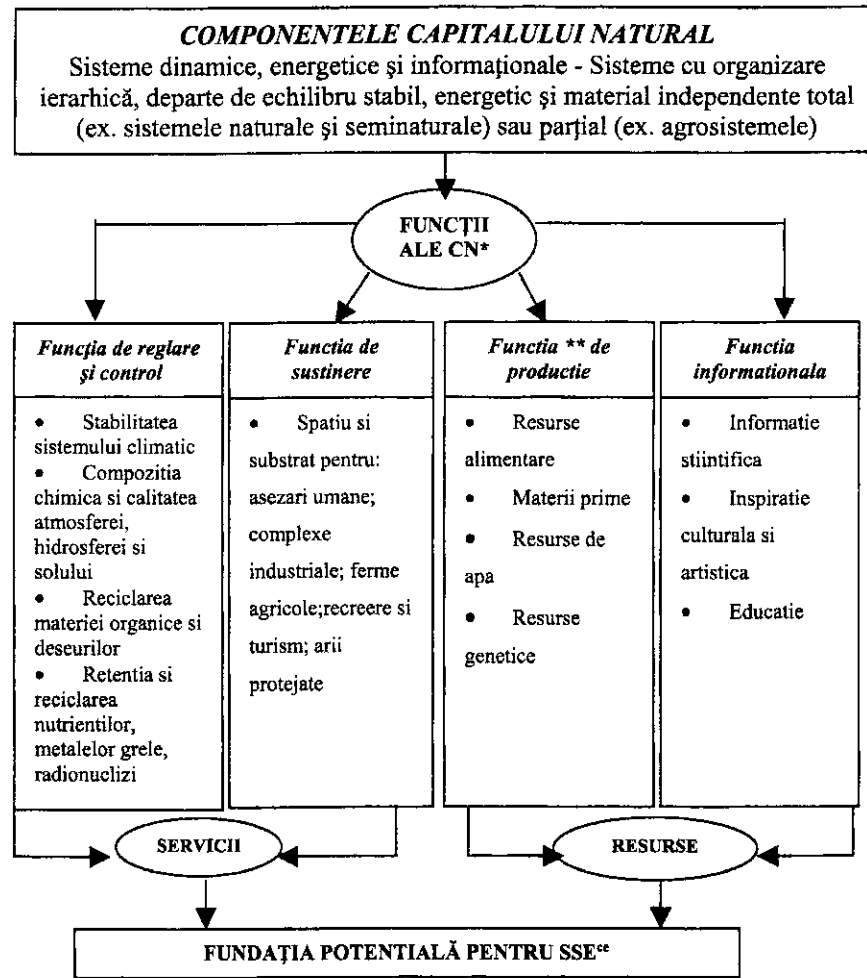 COMPONENTELE CAPITALULUI NATURAL
Sisteme dinamice, energetice şi informaţionale - Sisteme cu organizare
ierarhică, departe de echilibru stabil, energetic şi material independente total
(ex. sistemele naturale şi seminaturale) sau parţial (ex. agrosistemele)
FUNCŢII
ALE CN*
Funcţia de reglare
şi control
• Stabilitatea
sistemului climatic
• Compozitia
chimica si calitatea
atmosferei,
hidrosferei si
solului
• Reciclarea
materiei organice si
deseurilor
• Retentia si
reciclarea
nutrientilor,
metalelor grele,
radionuclizi
Functia de
sustinere
• Spatiu si
substrat pentru:
asezari umane;
complexe
industriale; ferme
agricole;recreere si
turism; arii
protejate
Functia ** de
productie
• Resurse
alimentare
• Materii prime
• Resurse de
apa
• Resurse
genetice
Functia
informationala
• Informatie
stiintifica
• Inspiratie
culturala si
artistica
• Educatie
SERVICII
RESURSE
FUNDAŢIA POTENTIALĂ PENTRU SSEᶜᵉ